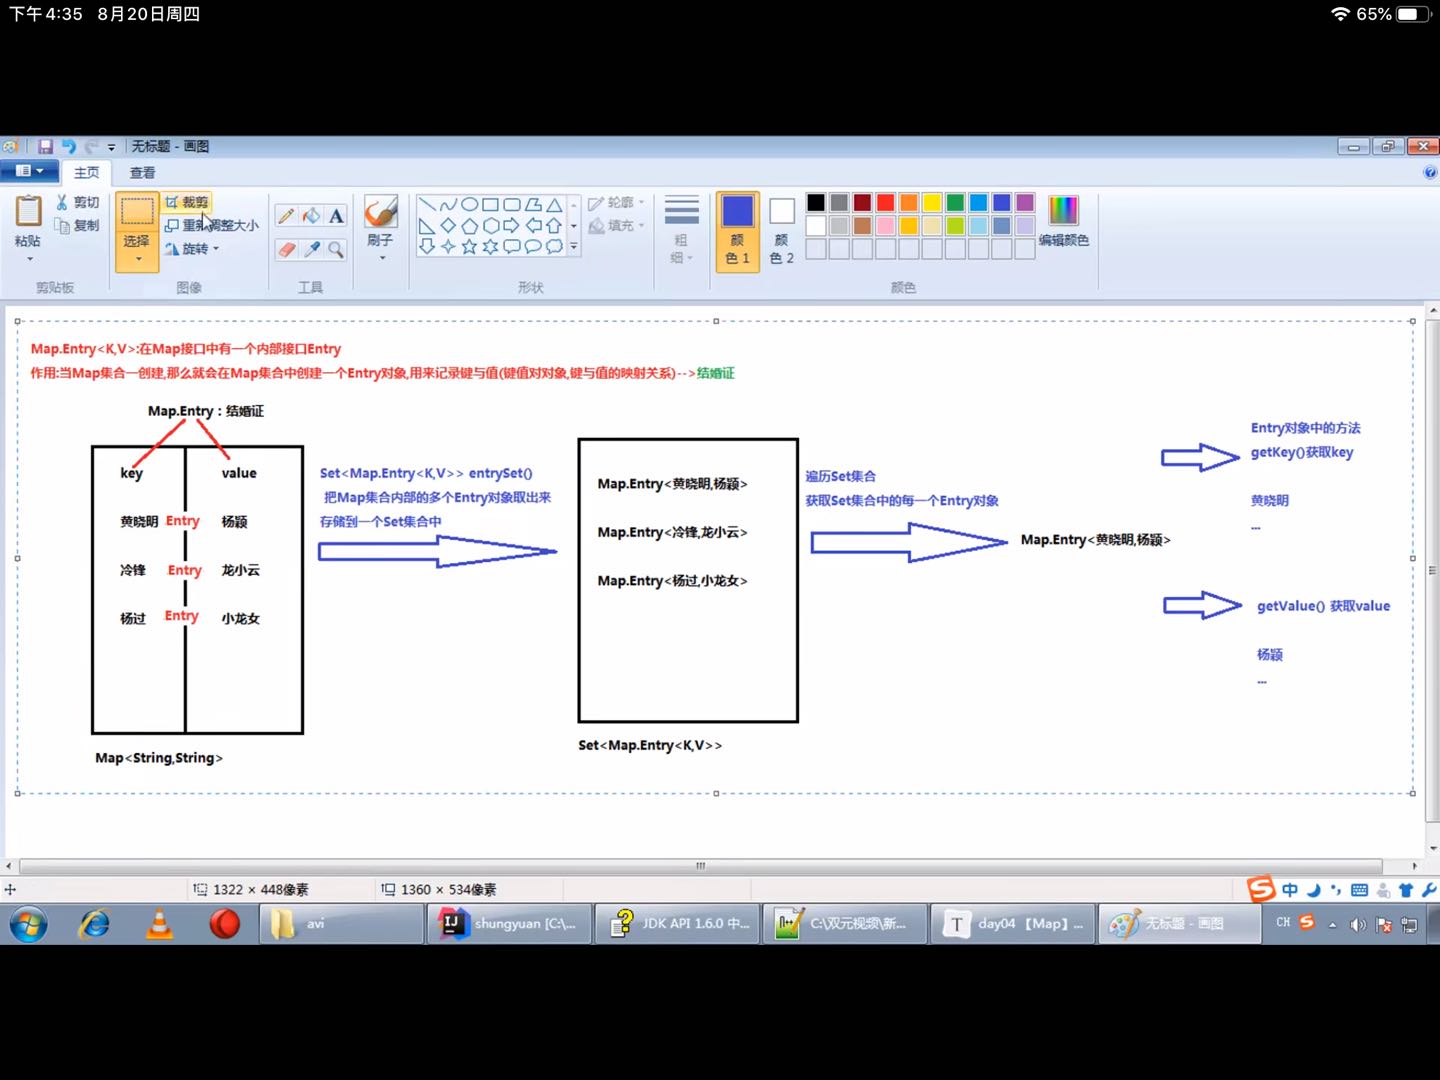 下午4:35 8月20日周四
65%
无标题 - 画图
主页 查看
粘贴
剪切
复制
剪贴板
选择
裁剪
重新调整大小
旋转
图像
A
工具
刷子
轮廓
填充
形状
粗
细
颜
色 1
颜
色 2
编辑颜色
颜色
Map.Entry<K,V>:在Map接口中有一个内部接口Entry
作用:当Map集合一创建,那么就会在Map集合中创建一个Entry对象,用来记录键与值(键值对对象,键与值的映射关系)-->结婚证
Map.Entry : 结婚证
key value
黄晓明 Entry 杨颖
冷锋 Entry 龙小云
杨过 Entry 小龙女
Map<String,String>
Set<Map.Entry<K,V>> entrySet()
把Map集合内部的多个Entry对象取出来
存储到一个Set集合中
Map.Entry<黄晓明,杨颖>
Map.Entry<冷锋,龙小云>
Map.Entry<杨过,小龙女>
Set<Map.Entry<K,V>>
遍历Set集合
获取Set集合中的每一个Entry对象
Map.Entry<黄晓明,杨颖>
Entry对象中的方法
getKey()获取key
黄晓明
...
getValue() 获取value
杨颖
...
1322 × 448像素
1360 × 534像素
中
avi
shungyuan [C:\...
JDK API 1.6.0 中...
C:\双元视频\新...
day04 【Map】...
无标题 - 画图
CH